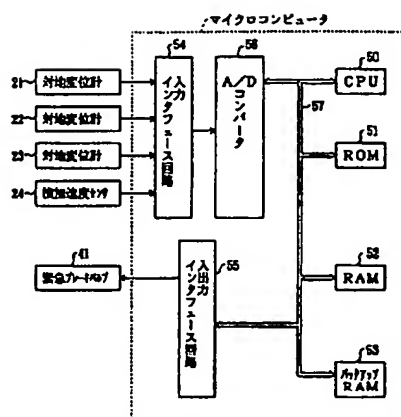 マイクロコンピュータ
54
56
50
21
対地変位計
入力インタフェース回路
A/Dコンバータ
CPU
22
対地変位計
57
51
23
対地変位計
ROM
24
横加速度センサ
41
55
52
緊急ブレーキバルブ
入出力インタフェース回路
RAM
53
バックアップ
RAM